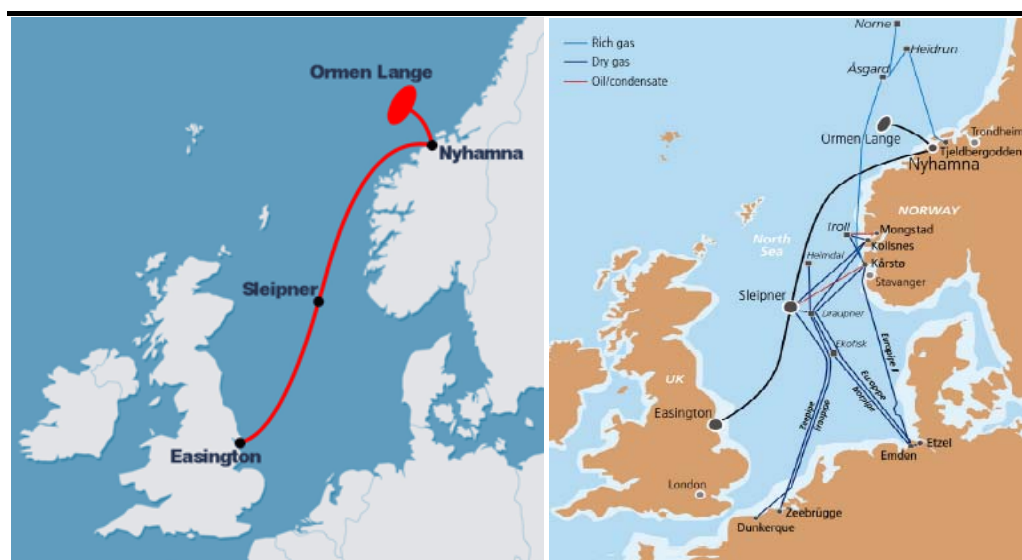 Ormen Lange
Nyhamna
Sleipner
Easington
Rich gas
Dry gas
Oil/condensate
Norne
Heidrun
Åsgard
Ormen Lange
Trondheim
Tjeldbergodden
Nyhamna
NORWAY
North
Sea
Troll
Mongstad
Kollsnes
Heimdal
Kårstø
Stavanger
Sleipner
Draupner
Ekofisk
Europipe II
UK
Europipe
Norpipe
Zeepipe
Franpipe
Easington
Etzel
Emden
London
Zeebrügge
Dunkerque